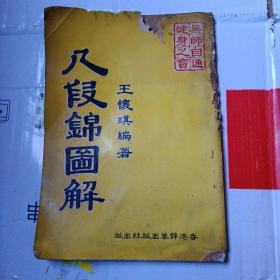 無師自通
健身之寶
王懷琪編著
八段錦圖解
香港錦華出版社出版